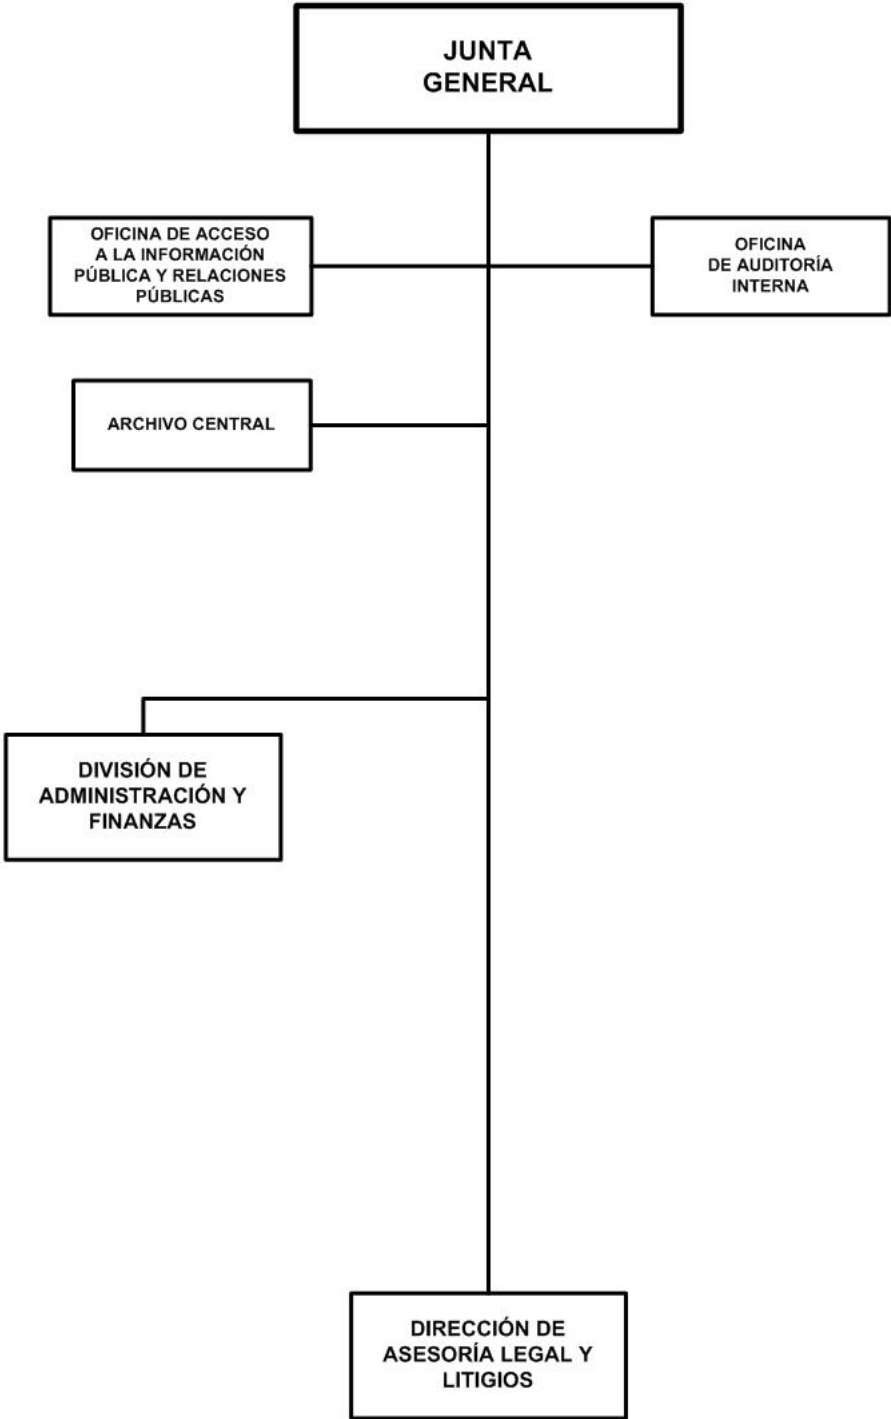 JUNTA
GENERAL
OFICINA DE ACCESO
A LA INFORMACIÓN
PÚBLICA Y RELACIONES
PÚBLICAS
OFICINA
DE AUDITORÍA
INTERNA
ARCHIVO CENTRAL
DIVISIÓN DE
ADMINISTRACIÓN Y
FINANZAS
DIRECCIÓN DE
ASESORÍA LEGAL Y
LITIGIOS